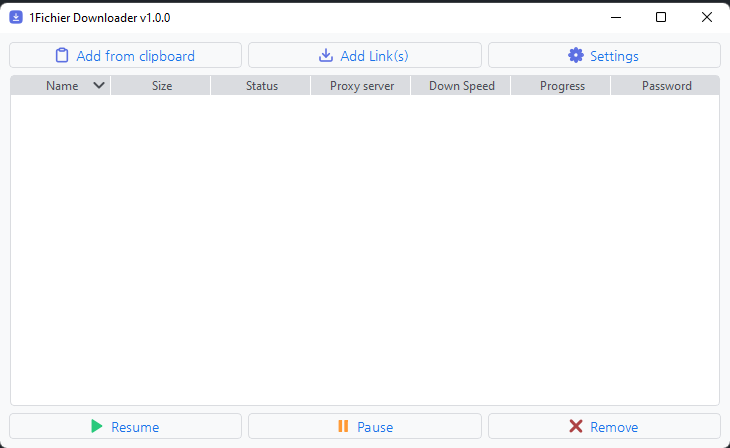 1Fichier Downloader v1.0.0
Add from clipboard Add Link(s) Settings
Name Size Status Proxy server Down Speed Progress Password
Resume Pause Remove